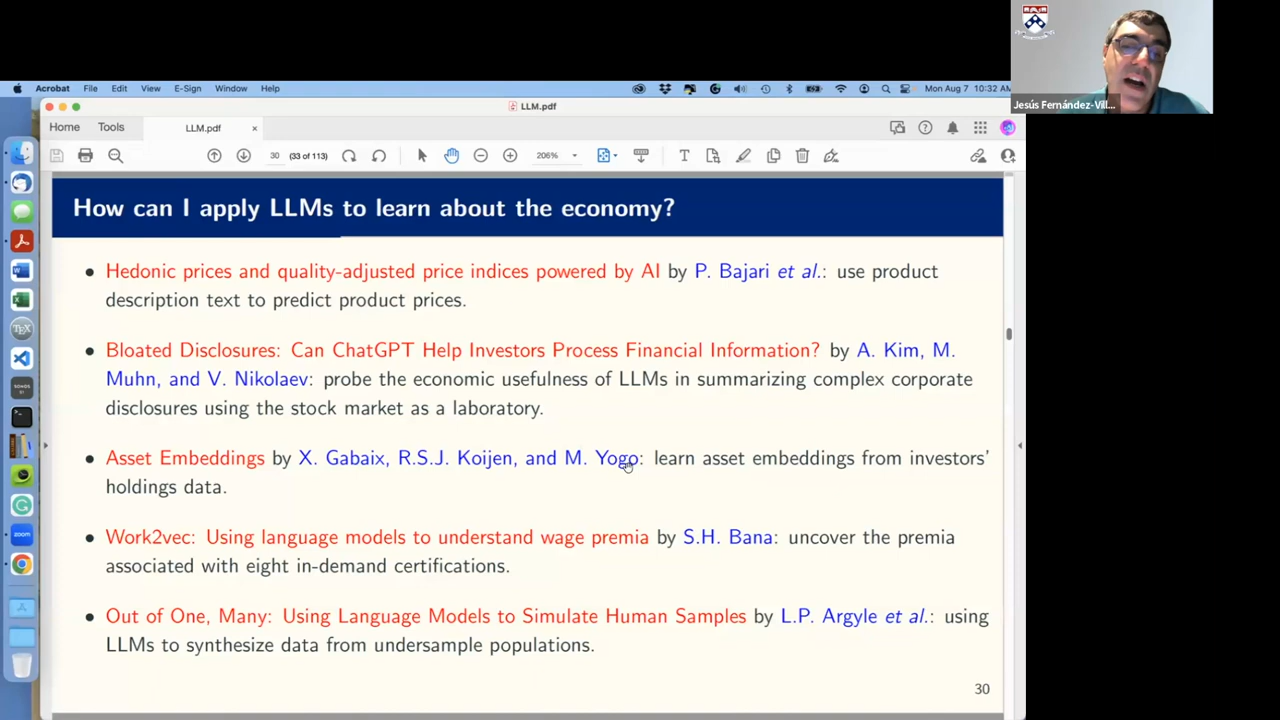 Acrobat File Edit View E-Sign Window Help Mon Aug 7 10:32 AM
Jesús Fernández-Vill...
LLM.pdf
Home Tools LLM.pdf ×
30 (33 of 113) 206%
How can I apply LLMs to learn about the economy?
• Hedonic prices and quality-adjusted price indices powered by AI by P. Bajari et al.: use product
description text to predict product prices.
• Bloated Disclosures: Can ChatGPT Help Investors Process Financial Information? by A. Kim, M.
Muhn, and V. Nikolaev: probe the economic usefulness of LLMs in summarizing complex corporate
disclosures using the stock market as a laboratory.
• Asset Embeddings by X. Gabaix, R.S.J. Koijen, and M. Yogo: learn asset embeddings from investors'
holdings data.
• Work2vec: Using language models to understand wage premia by S.H. Bana: uncover the premia
associated with eight in-demand certifications.
• Out of One, Many: Using Language Models to Simulate Human Samples by L.P. Argyle et al.: using
LLMs to synthesize data from undersample populations.
30
zoom